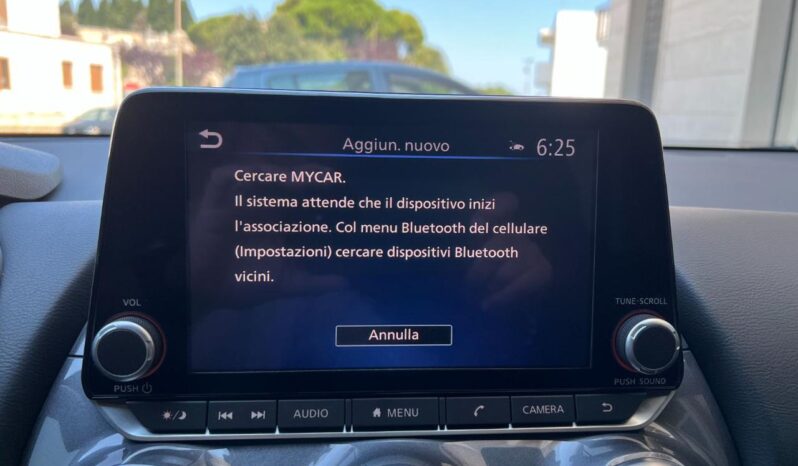 Aggiun. nuovo 6:25
Cercare MYCAR.
Il sistema attende che il dispositivo inizi
l'associazione. Col menu Bluetooth del cellulare
(Impostazioni) cercare dispositivi Bluetooth
vicini.
Annulla
VOL
PUSH
TUNE·SCROLL
PUSH SOUND
AUDIO
MENU
CAMERA